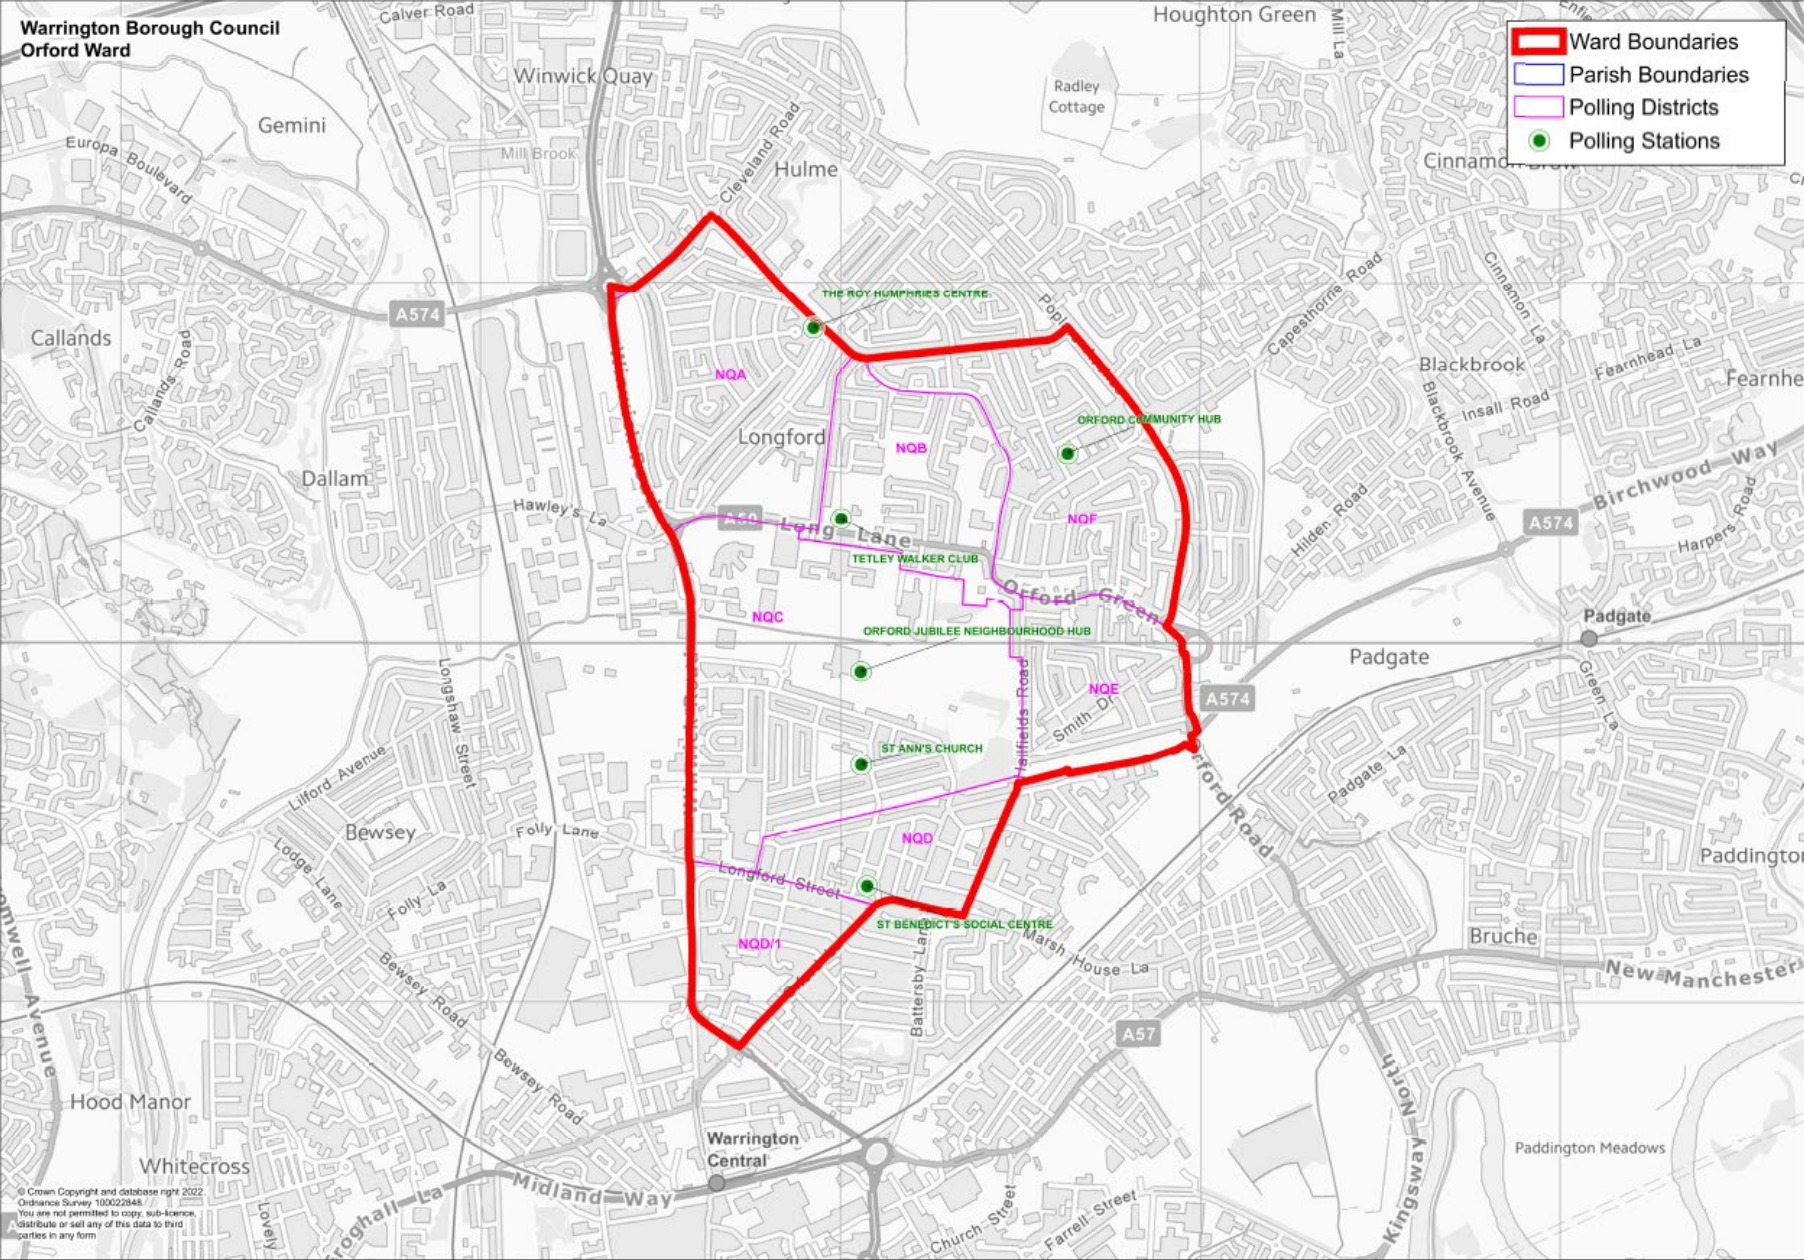 Warrington Borough Council
Orford Ward
Ward Boundaries
Parish Boundaries
Polling Districts
Polling Stations
Calver Road
Houghton Green
Mill La
Winwick Quay
Radley
Cottage
Gemini
Europa Boulevard
Mill Brook
Cleveland Road
Hulme
Cinnamon Brow
THE ROY HUMPHRIES CENTRE
Capesthorne Road
Cinnamon La
A574
Callands
Callands Road
Blackbrook
Fearnhead La
Fearnhe
NQA
Insall Road
Blackbrook Avenue
ORFORD COMMUNITY HUB
Longford
NQB
Dallam
Birchwood Way
Hawley's La
A50
Long Lane
NQF
A574
Hilden Road
Harpers Road
TETLEY WALKER CLUB
Orford Green
NQC
Padgate
ORFORD JUBILEE NEIGHBOURHOOD HUB
Padgate
Longshaw Street
Hallfields Road
NQE
Smith Dr
A574
Green La
ST ANN'S CHURCH
Lilford Avenue
Padgate La
Orford Road
Bewsey
Folly Lane
NQD
Lodge Lane
Folly La
Longford Street
Paddington
ST BENEDICT'S SOCIAL CENTRE
NQD/1
Marsh House La
Bruche
Battersby Lane
New Manchester
Bewsey Road
A57
Bewsey Road
Hood Manor
Kingsway North
Warrington
Central
Paddington Meadows
Whitecross
Midland Way
Froghall La
Lovely
Church Street
Farrell Street
© Crown Copyright and database right 2022.
Ordnance Survey 100022848.
You are not permitted to copy, sub-licence,
distribute or sell any of this data to third
parties in any form